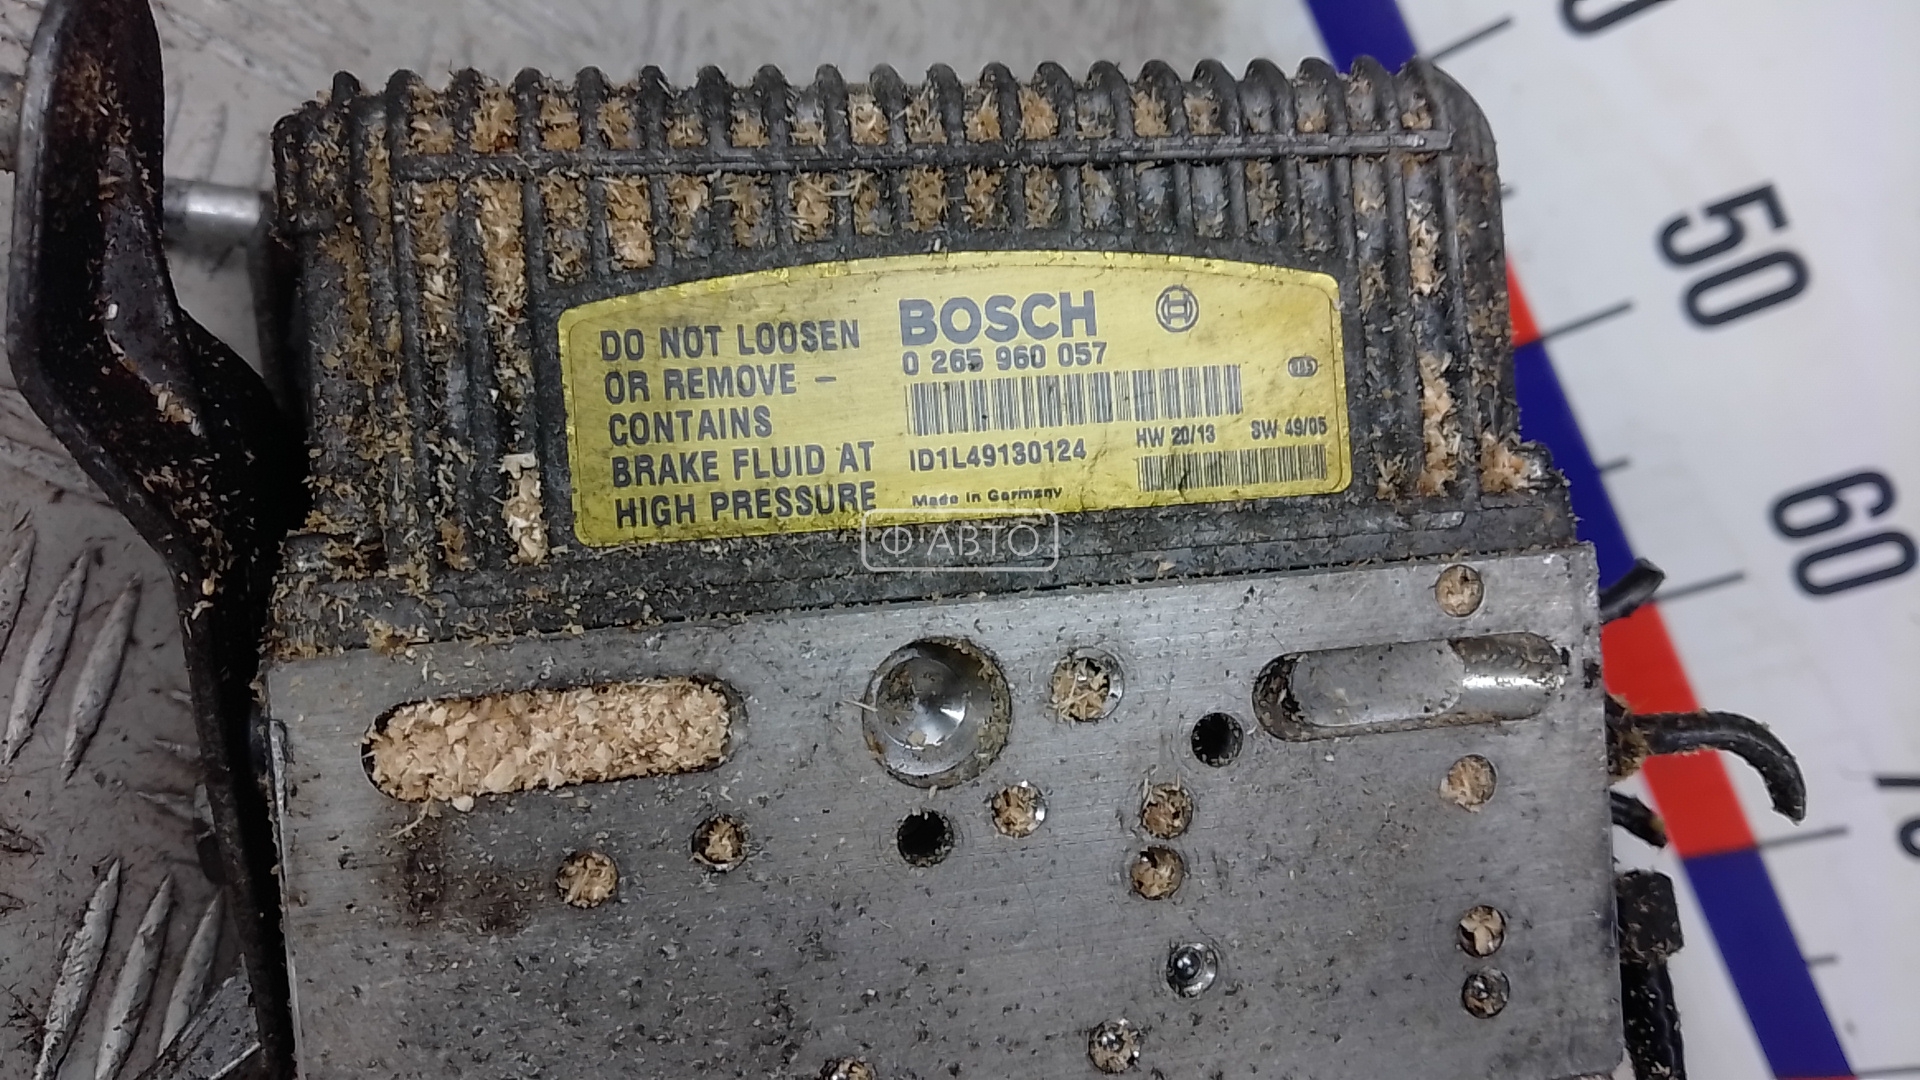 DO NOT LOOSEN
OR REMOVE –
CONTAINS
BRAKE FLUID AT
HIGH PRESSURE
BOSCH
0 265 960 057
ID1L49130124
HW 20/13 SW 49/05
Made in Germany
Ф АВТО
50
60